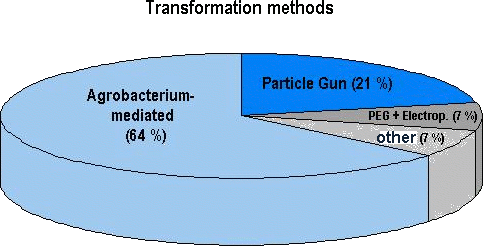 Transformation methods
Particle Gun (21 %)
Agrobacterium-
mediated
(64 %)
PEG + Electrop. (7 %)
other (7 %)